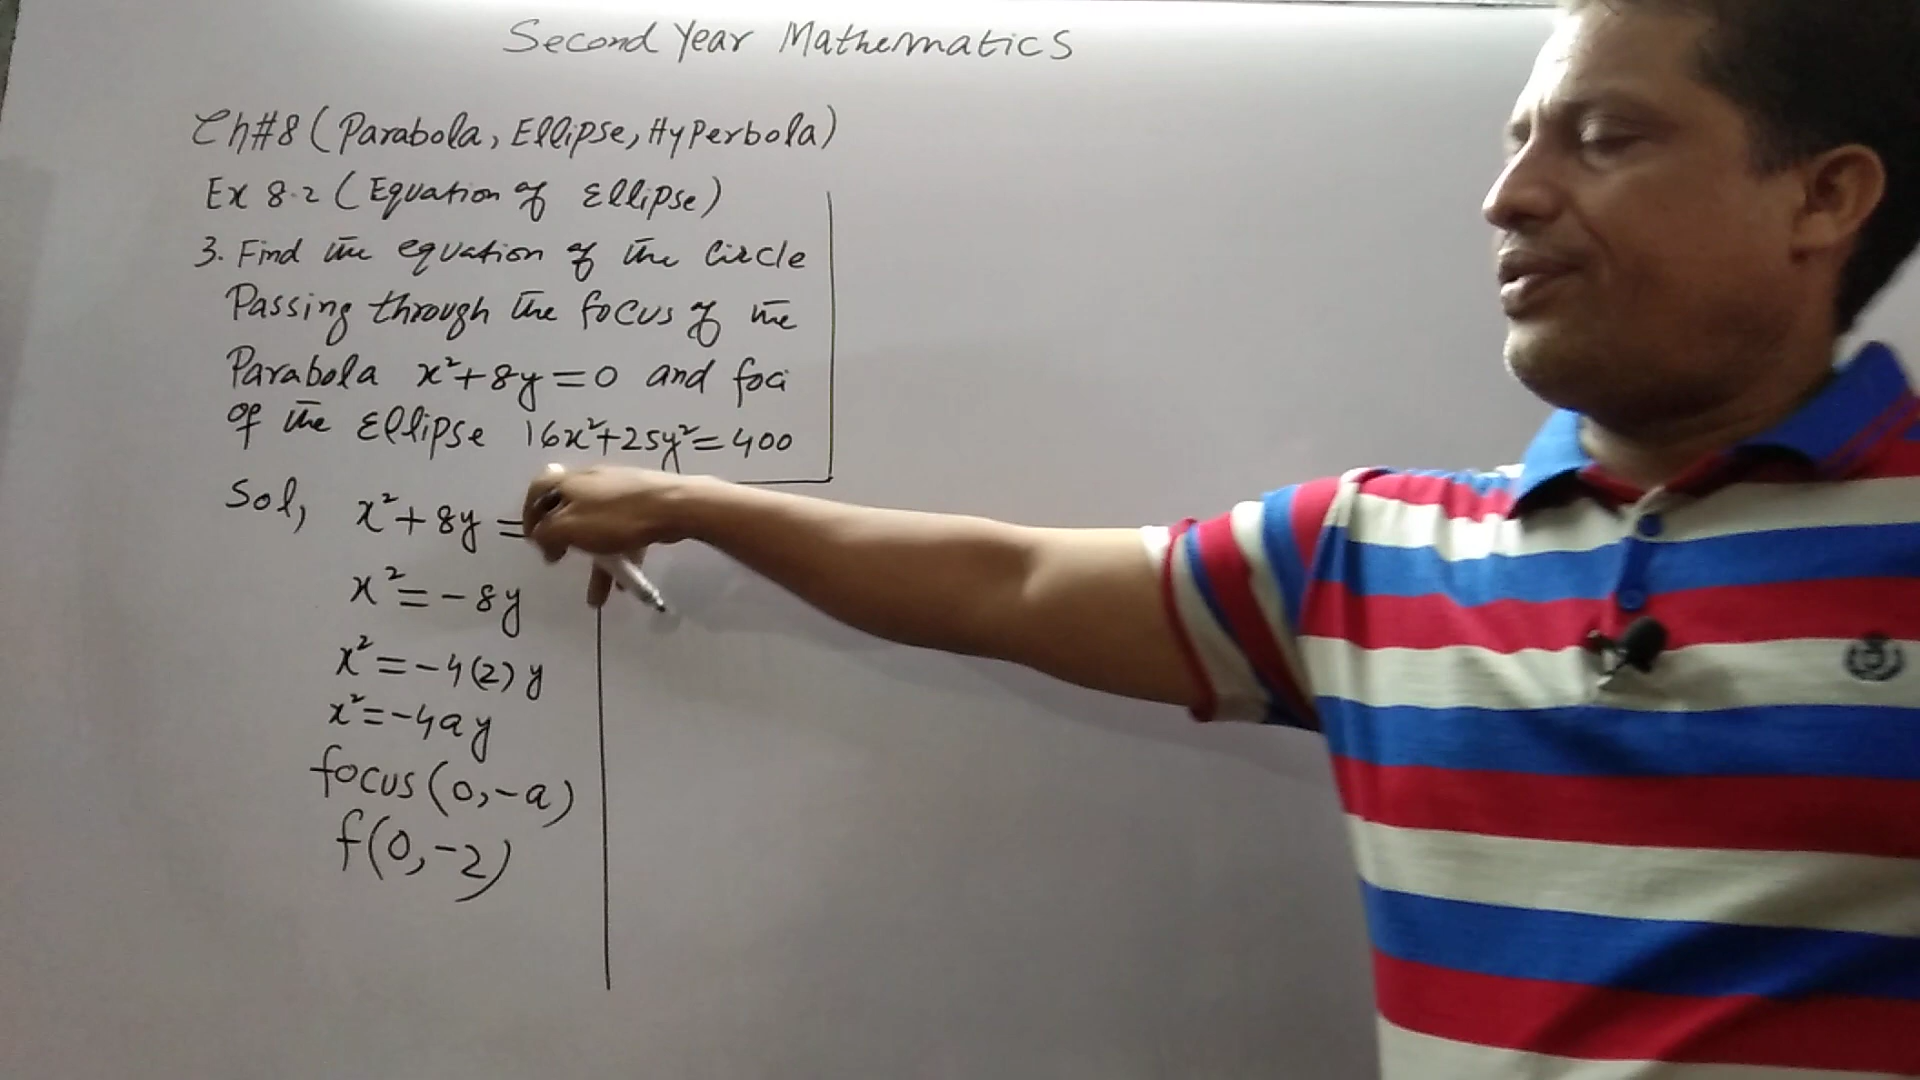 Second Year Mathematics
Ch#8 (Parabola, Ellipse, Hyperbola)
Ex 8.2 (Equation of Ellipse)
3. Find the equation of the Circle
Passing through the focus of the
Parabola x²+8y=0 and foci
of the Ellipse 16x²+25y²=400
Sol, x²+8y=
x²=-8y
x²=-4(2)y
x²=-4ay
focus(0,-a)
f(0,-2)